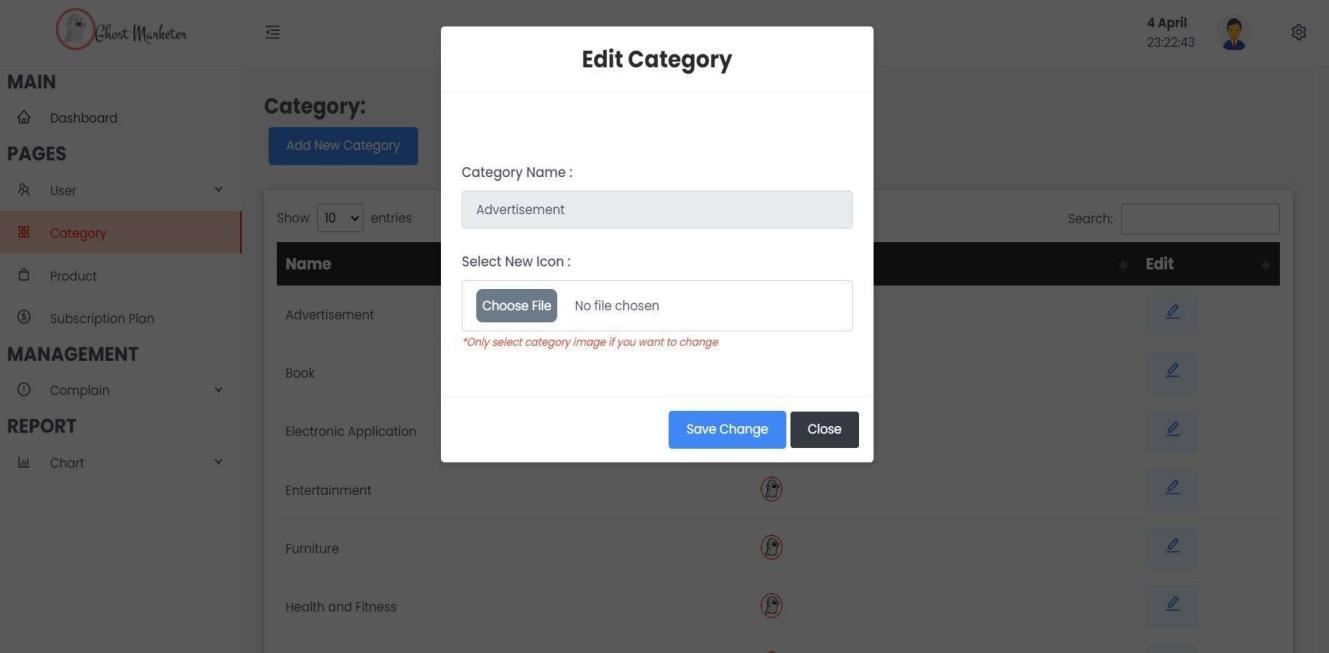 Ghost Marketer
4 April
23:22:43
MAIN
Dashboard
PAGES
User
Category
Product
Subscription Plan
MANAGEMENT
Complain
REPORT
Chart
Category:
Add New Category
Show 10 entries
Search:
Name
Edit
Advertisement
Book
Electronic Application
Entertainment
Furniture
Health and Fitness
Edit Category
Category Name :
Advertisement
Select New Icon :
Choose File No file chosen
*Only select category image if you want to change
Save Change Close